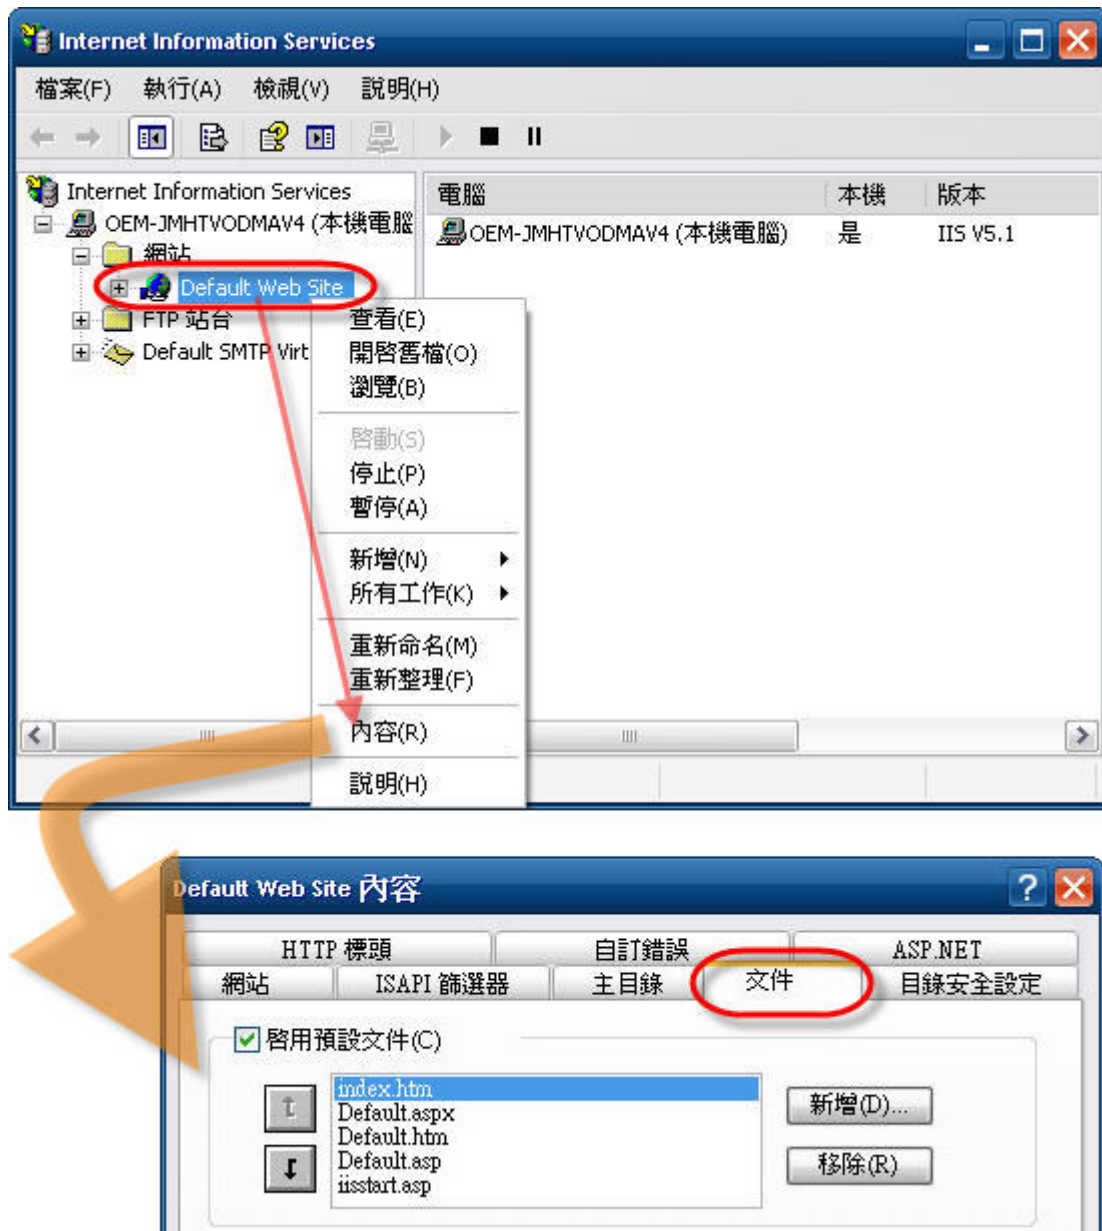 Internet Information Services
檔案(F) 執行(A) 檢視(V) 說明(H)
Internet Information Services
OEM-JMHTVODMAV4 (本機電腦
網站
Default Web Site
FTP 站台
Default SMTP Virt
電腦 本機 版本
OEM-JMHTVODMAV4 (本機電腦) 是 IIS V5.1
查看(E)
開啓舊檔(O)
瀏覽(B)
啓動(S)
停止(P)
暫停(A)
新增(N)
所有工作(K)
重新命名(M)
重新整理(F)
內容(R)
說明(H)
Default Web Site 內容
HTTP 標頭 自訂錯誤 ASP.NET
網站 ISAPI 篩選器 主目錄 文件 目錄安全設定
啓用預設文件(C)
index.htm
Default.aspx
Default.htm
Default.asp
iisstart.asp
新增(D)...
移除(R)